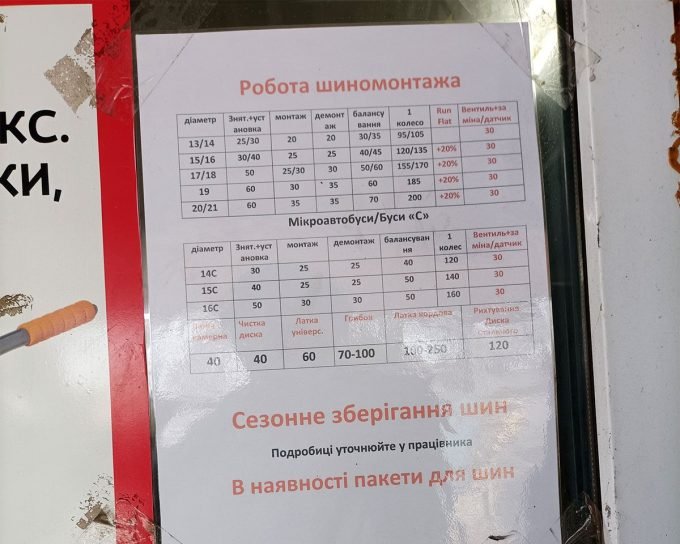 кс.
ки,
Робота шиномонтажа
діаметр Знят.+уст ановка монтаж демонт аж балансу вання 1 колесо Run Flat Вентиль+за міна/датчик
13/14 25/30 20 20 30/35 95/105 30
15/16 30/40 25 25 40/45 120/135 +20% 30
17/18 50 25/30 30 50/60 155/170 +20% 30
19 60 30 35 60 185 +20% 30
20/21 60 35 35 70 200 +20% 30
Мікроавтобуси/Буси «С»
діаметр Знят.+уст ановка монтаж демонтаж балансуван ня 1 колес Вентиль+за міна/датчик
14С 30 25 25 40 120 30
15С 40 25 25 50 140 30
16С 50 30 30 50 160 30
камерна Чистка диска Латка універс. Грибок Латка кордова Рихтування Диска стального
40 40 60 70-100 100-250 120
Сезонне зберігання шин
Подробиці уточнюйте у працівника
В наявності пакети для шин